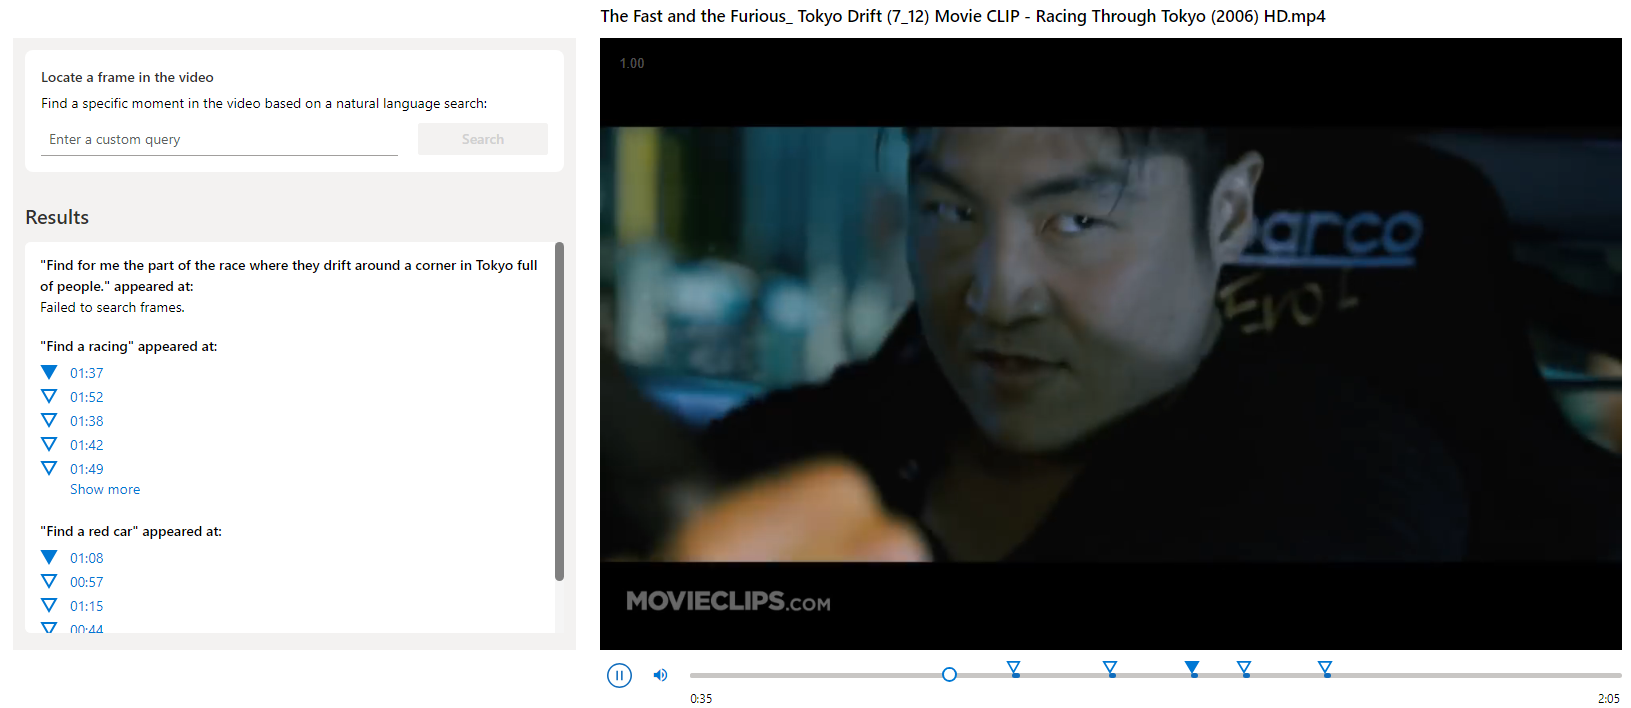 The Fast and the Furious_ Tokyo Drift (7_12) Movie CLIP - Racing Through Tokyo (2006) HD.mp4
Locate a frame in the video
Find a specific moment in the video based on a natural language search:
Enter a custom query
Search
Results
"Find for me the part of the race where they drift around a corner in Tokyo full
of people." appeared at:
Failed to search frames.
"Find a racing" appeared at:
01:37
01:52
01:38
01:42
01:49
Show more
"Find a red car" appeared at:
01:08
00:57
01:15
00:44
1.00
arco
MOVIECLIPS.COM
0:35
2:05